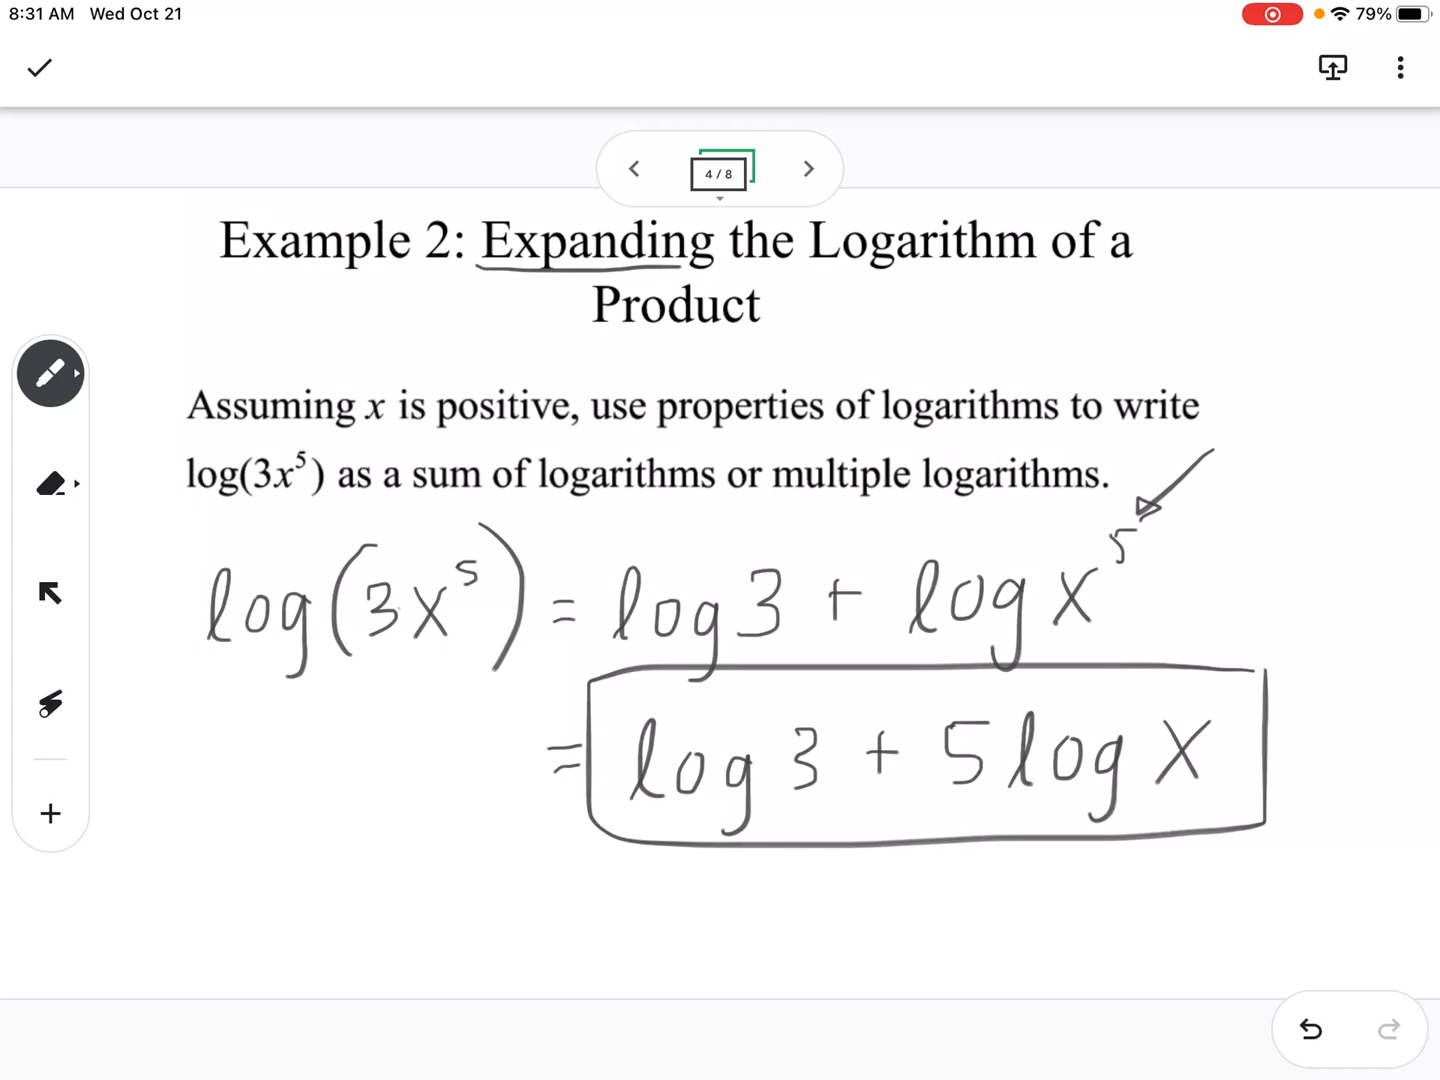 8:31 AM Wed Oct 21
79%
4 / 8
Example 2: Expanding the Logarithm of a
Product
Assuming x is positive, use properties of logarithms to write
log(3x⁵) as a sum of logarithms or multiple logarithms.
log(3x⁵) = log 3 + log x⁵
= log 3 + 5 log x